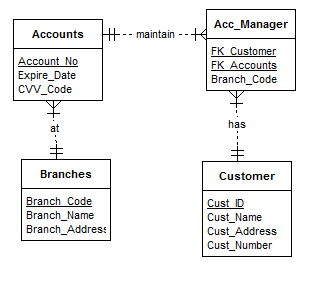 Accounts
Account_No
Expire_Date
CVV_Code
maintain
Acc_Manager
FK_Customer
FK_Accounts
Branch_Code
at
has
Branches
Branch_Code
Branch_Name
Branch_Address
Customer
Cust_ID
Cust_Name
Cust_Address
Cust_Number